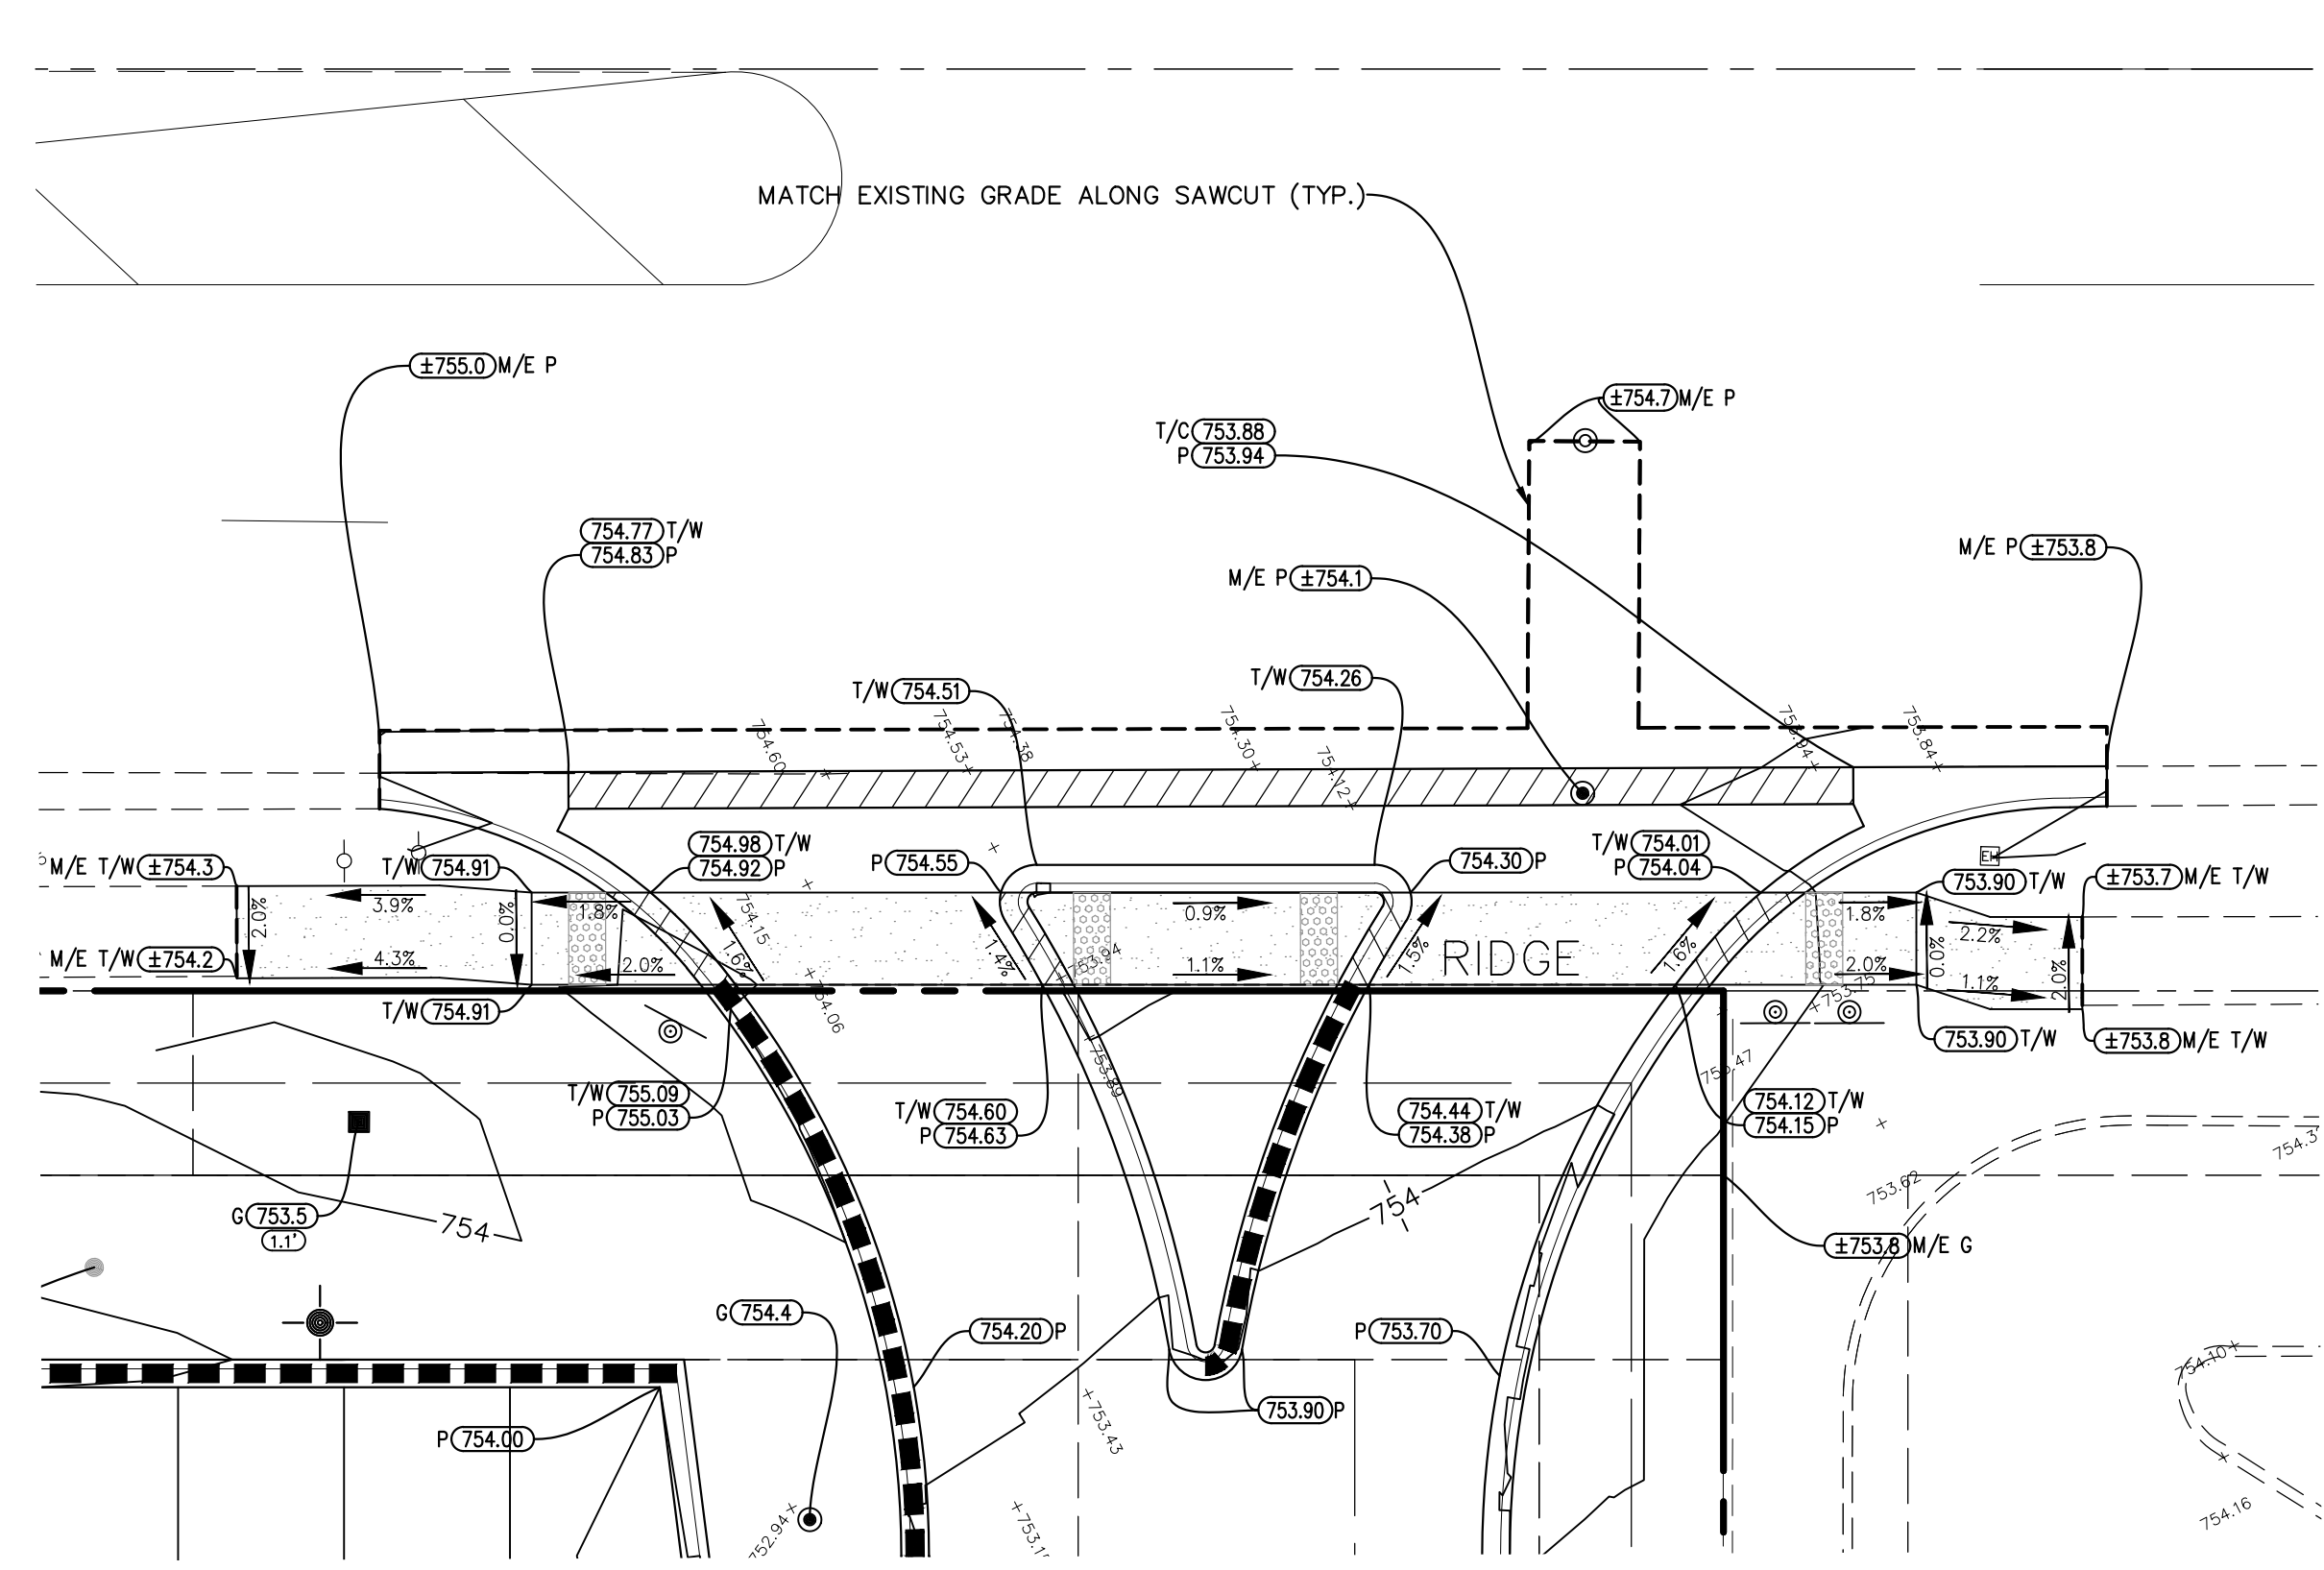 MATCH EXISTING GRADE ALONG SAWCUT (TYP.)
±755.0 M/E P
±754.7 M/E P
T/C 753.88
P 753.94
754.77 T/W
754.83 P
M/E P ±753.8
M/E P ±754.1
T/W 754.51
T/W 754.26
754.60
754.53
754.38
754.30
754.12
753.84
M/E T/W ±754.3
T/W 754.91
754.98 T/W
754.92 P
P 754.55
754.30 P
T/W 754.01
P 754.04
753.90 T/W
±753.7 M/E T/W
EH
2.0%
3.9%
0.0%
1.8%
754.15
0.9%
1.8%
2.2%
M/E T/W ±754.2
4.3%
2.0%
1.6%
1.4%
753.94
1.1%
1.5%
RIDGE
1.6%
2.0%
0.0%
1.1%
2.0%
T/W 754.91
754.06
753.75
753.90 T/W
±753.8 M/E T/W
753.89
T/W 755.09
P 755.03
T/W 754.60
P 754.63
754.44 T/W
754.38 P
754.12 T/W
754.15 P
753.62
G 753.5
1.1'
754
754
±753.8 M/E G
G 754.4
754.20 P
P 753.70
754.10
753.90 P
P 754.00
753.43
752.94
754.16